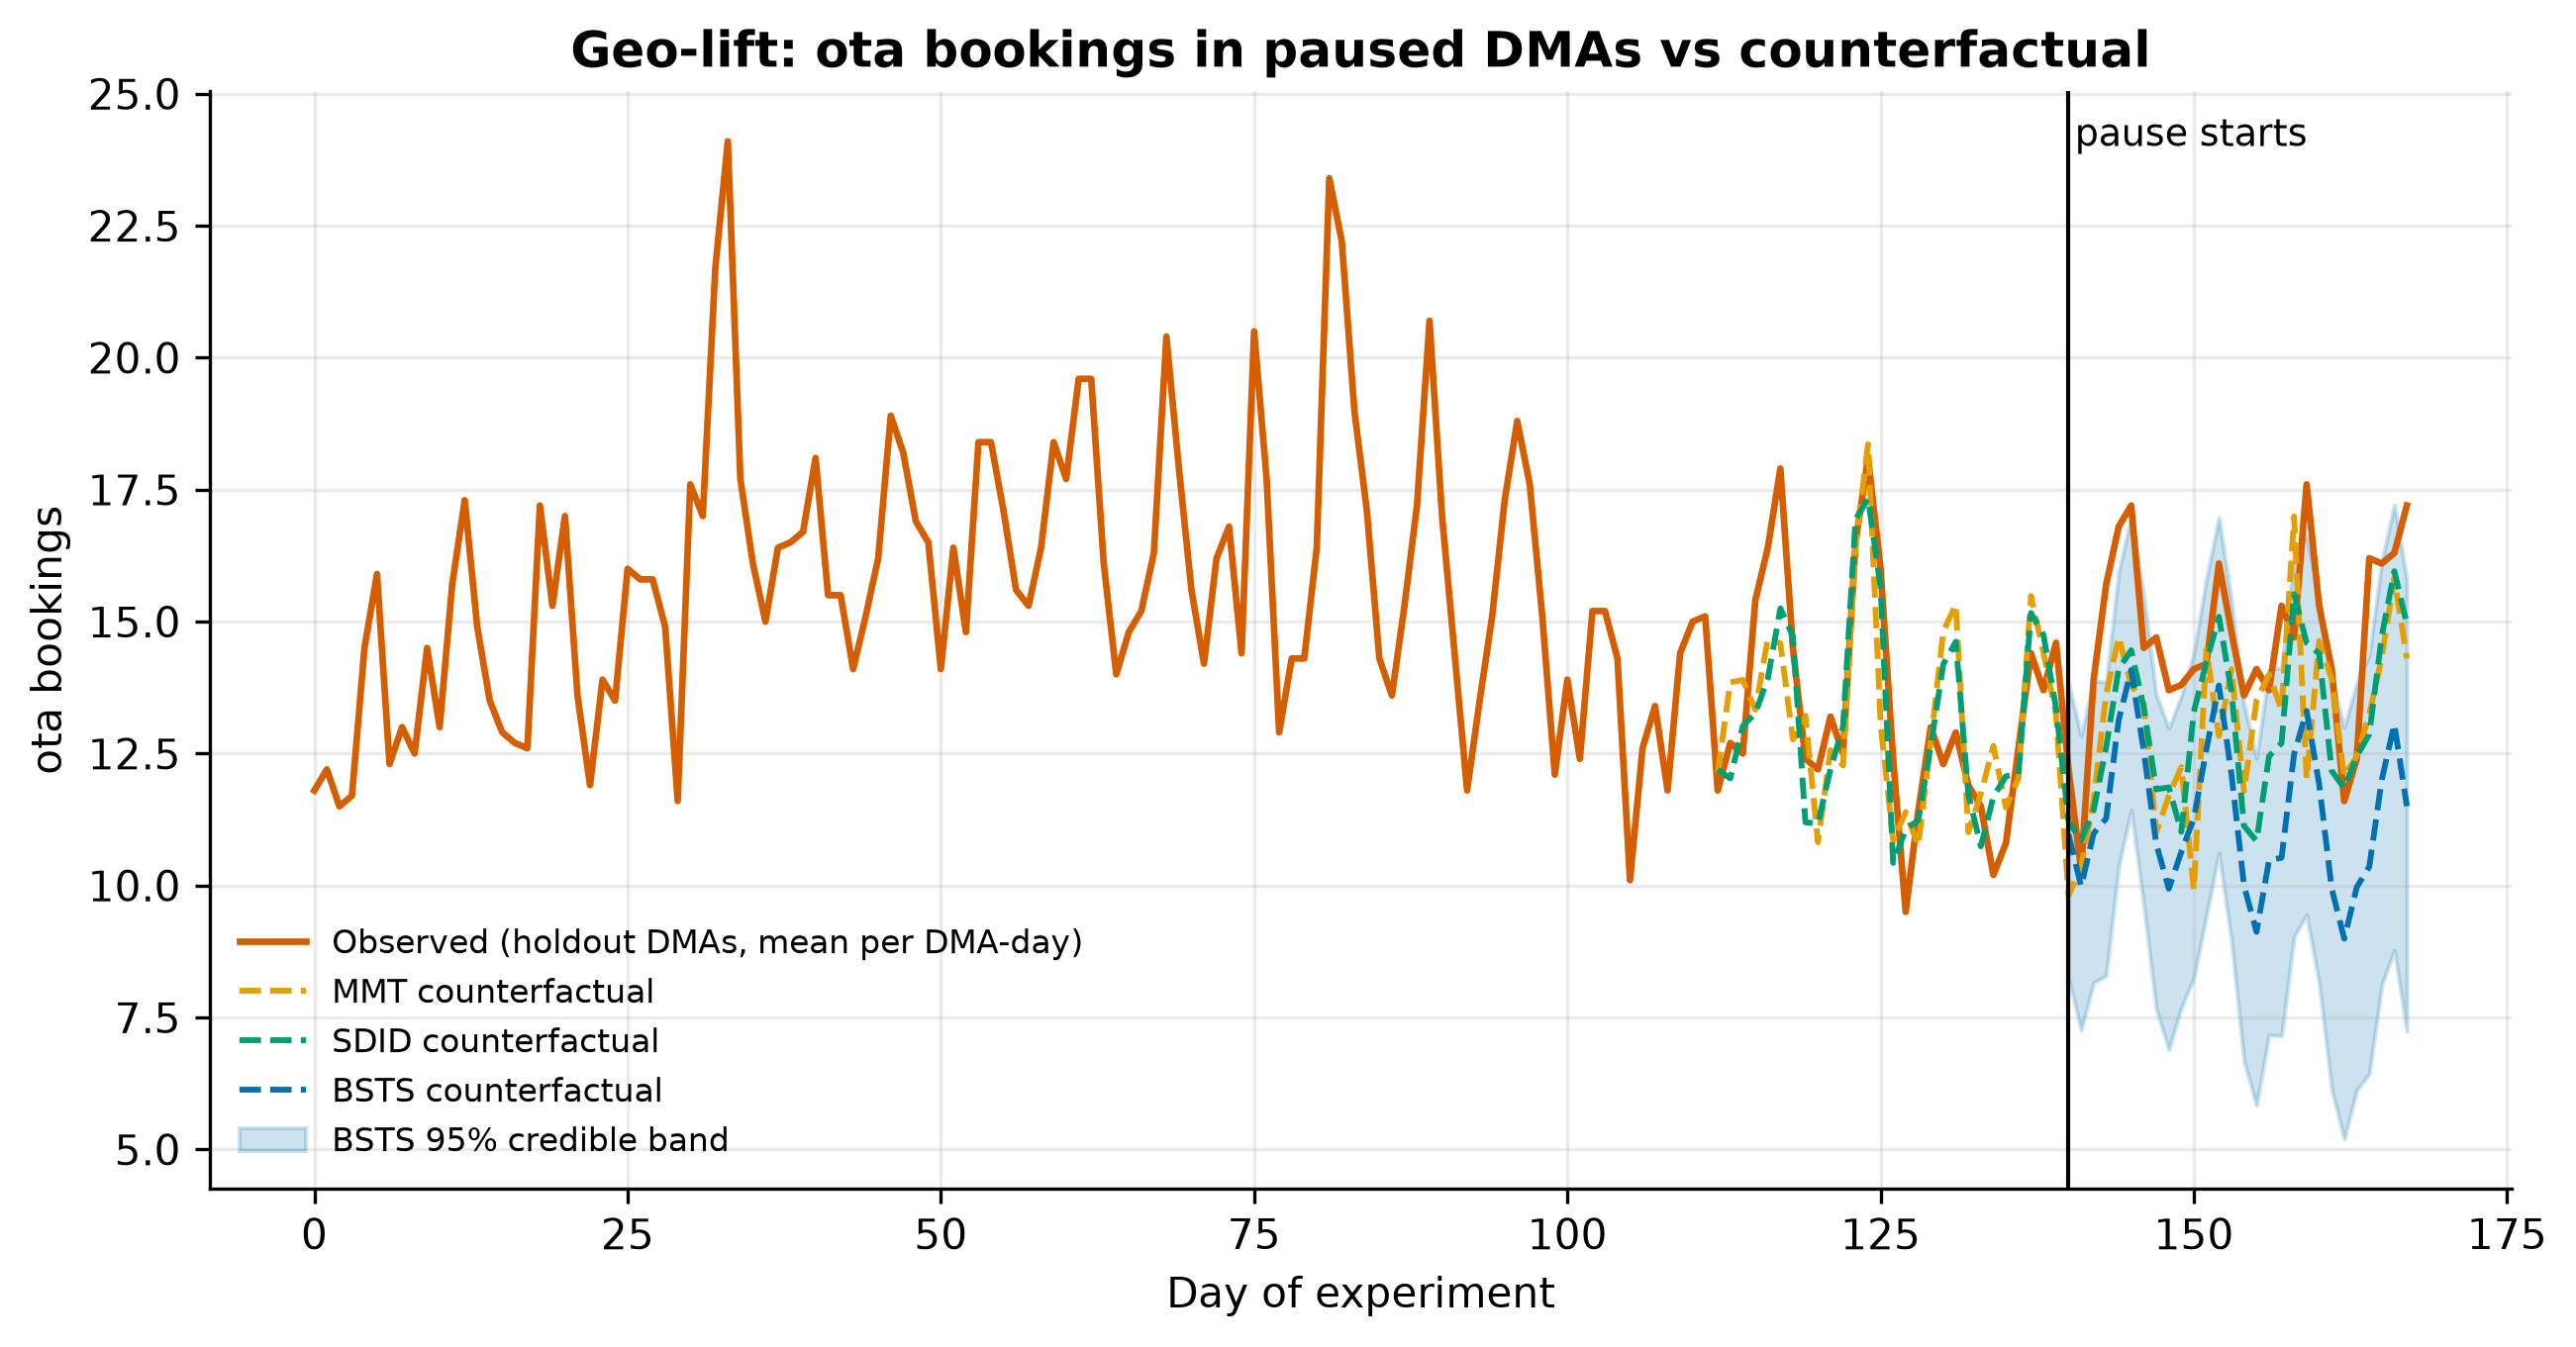 Geo-lift: ota bookings in paused DMAs vs counterfactual
25.0
22.5
20.0
17.5
15.0
12.5
10.0
7.5
5.0
ota bookings
pause starts
Observed (holdout DMAs, mean per DMA-day)
MMT counterfactual
SDID counterfactual
BSTS counterfactual
BSTS 95% credible band
0 25 50 75 100 125 150 175
Day of experiment